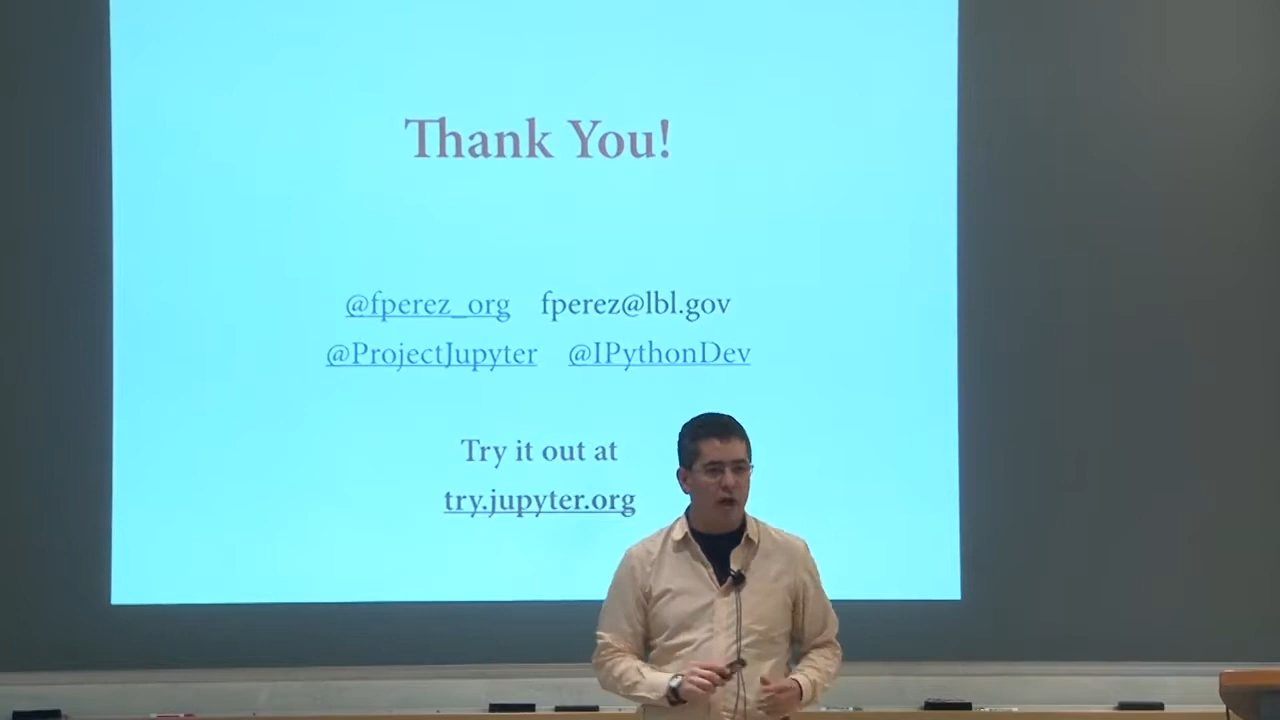 Thank You!
@fperez_org fperez@lbl.gov
@ProjectJupyter @IPythonDev
Try it out at
try.jupyter.org